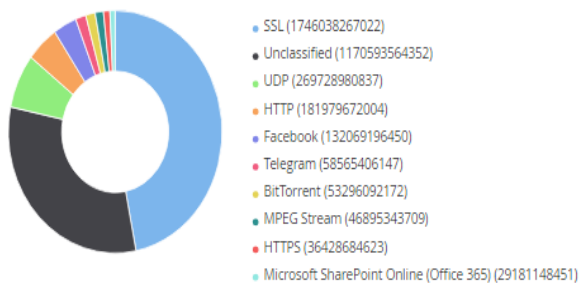 SSL (1746038267022)
Unclassified (1170593564352)
UDP (269728980837)
HTTP (181979672004)
Facebook (132069196450)
Telegram (58565406147)
BitTorrent (53296092172)
MPEG Stream (46895343709)
HTTPS (36428684623)
Microsoft SharePoint Online (Office 365) (29181148451)